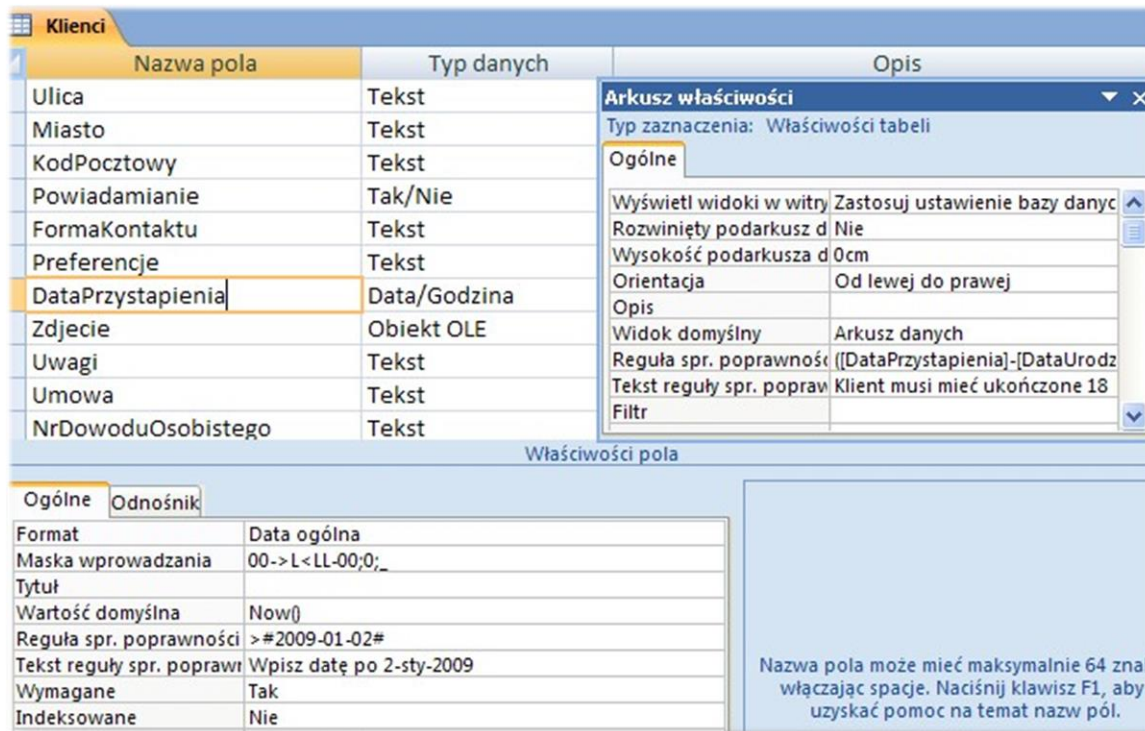 Klienci
Nazwa pola Typ danych Opis
Ulica Tekst
Miasto Tekst
KodPocztowy Tekst
Powiadamianie Tak/Nie
FormaKontaktu Tekst
Preferencje Tekst
DataPrzystapienia Data/Godzina
Zdjecie Obiekt OLE
Uwagi Tekst
Umowa Tekst
NrDowoduOsobistego Tekst
Arkusz właściwości
Typ zaznaczenia: Właściwości tabeli
Ogólne
Wyświetl widoki w witry Zastosuj ustawienie bazy danyc
Rozwinięty podarkusz d Nie
Wysokość podarkusza d 0cm
Orientacja Od lewej do prawej
Opis
Widok domyślny Arkusz danych
Reguła spr. poprawnośc ([DataPrzystapienia]-[DataUrodz
Tekst reguły spr. popraw Klient musi mieć ukończone 18
Filtr
Właściwości pola
Ogólne Odnośnik
Format Data ogólna
Maska wprowadzania 00->L<LL-00;0;_
Tytuł
Wartość domyślna Now()
Reguła spr. poprawności >#2009-01-02#
Tekst reguły spr. poprawn Wpisz datę po 2-sty-2009
Wymagane Tak
Indeksowane Nie
Nazwa pola może mieć maksymalnie 64 zna
włączając spacje. Naciśnij klawisz F1, aby
uzyskać pomoc na temat nazw pól.